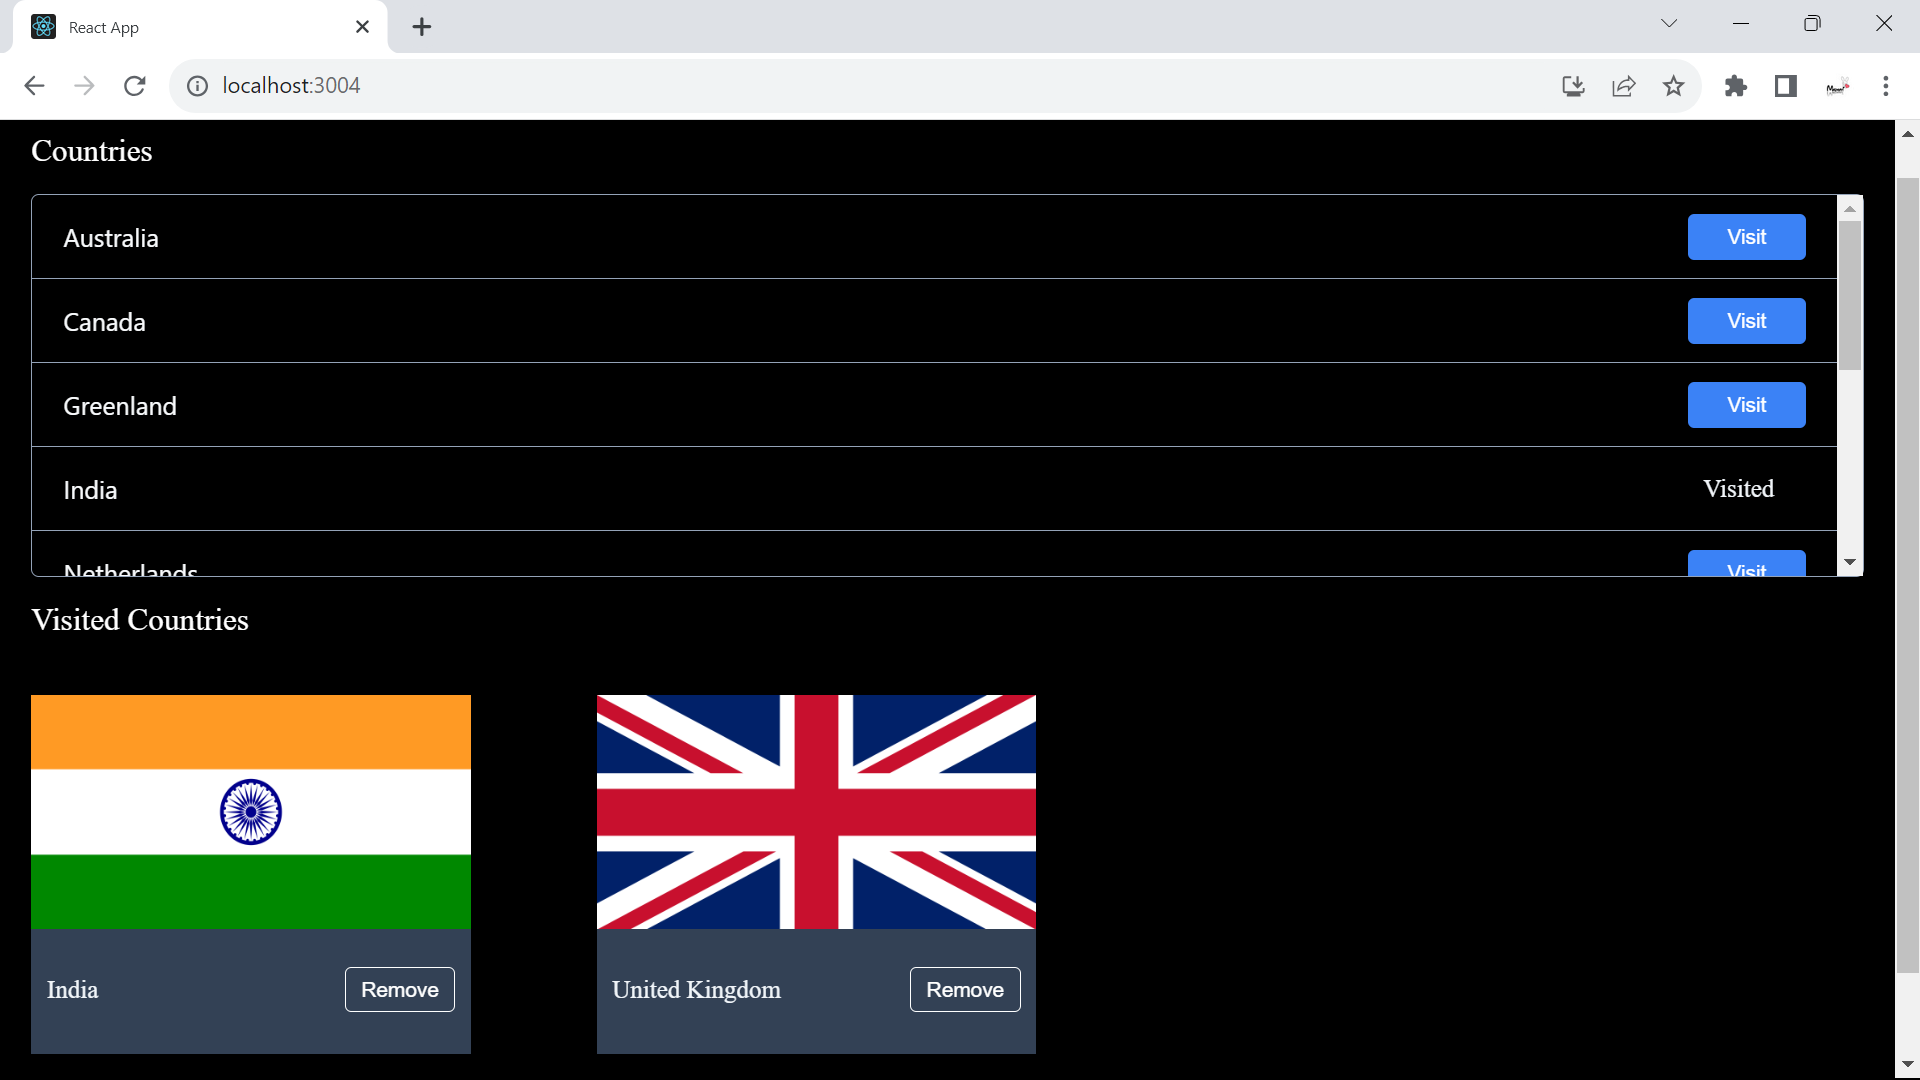 React App
localhost:3004
Countries
Australia Visit
Canada Visit
Greenland Visit
India Visited
Netherlands Visit
Visited Countries
India Remove United Kingdom Remove